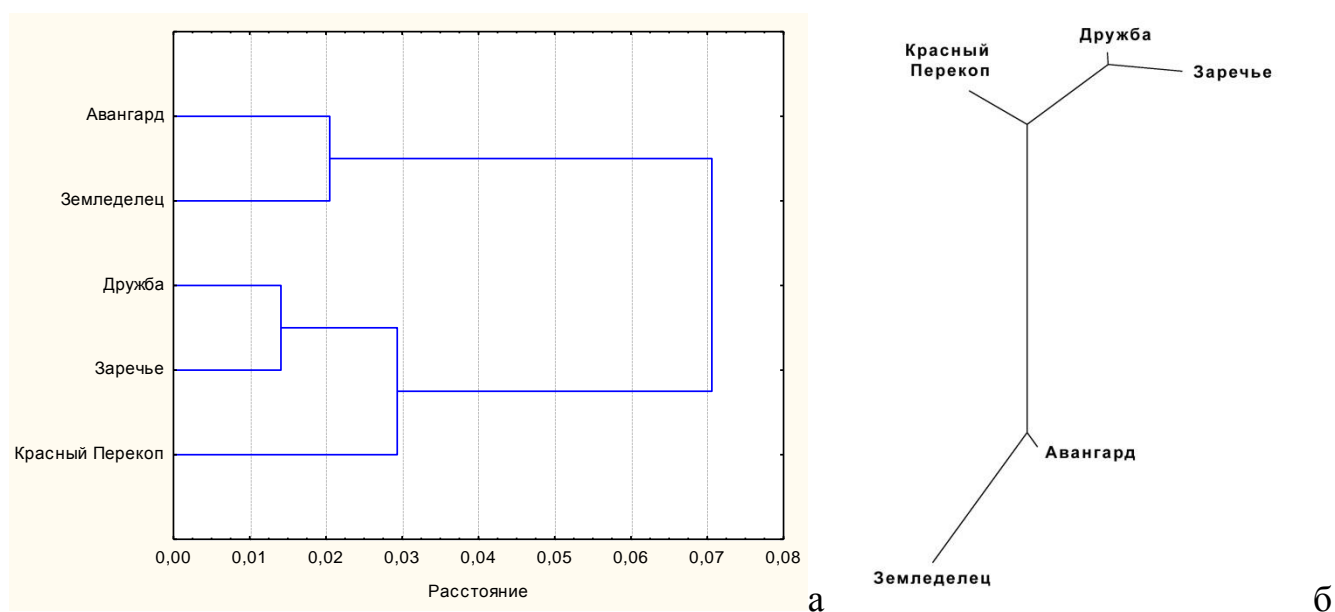 Авангард
Земледелец
Дружба
Заречье
Красный Перекоп
0,00 0,01 0,02 0,03 0,04 0,05 0,06 0,07 0,08
Расстояние
а
Дружба
Красный
Перекоп
Заречье
Авангард
Земледелец
б